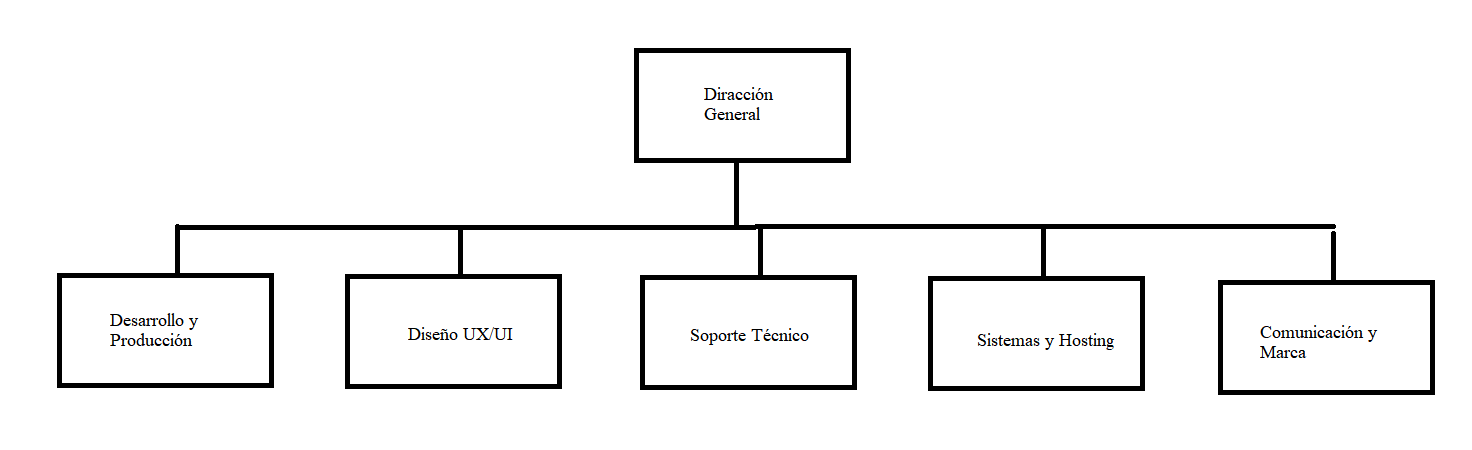 Diracción
General
Desarrollo y
Producción
Diseño UX/UI
Soporte Técnico
Sistemas y Hosting
Comunicación y
Marca